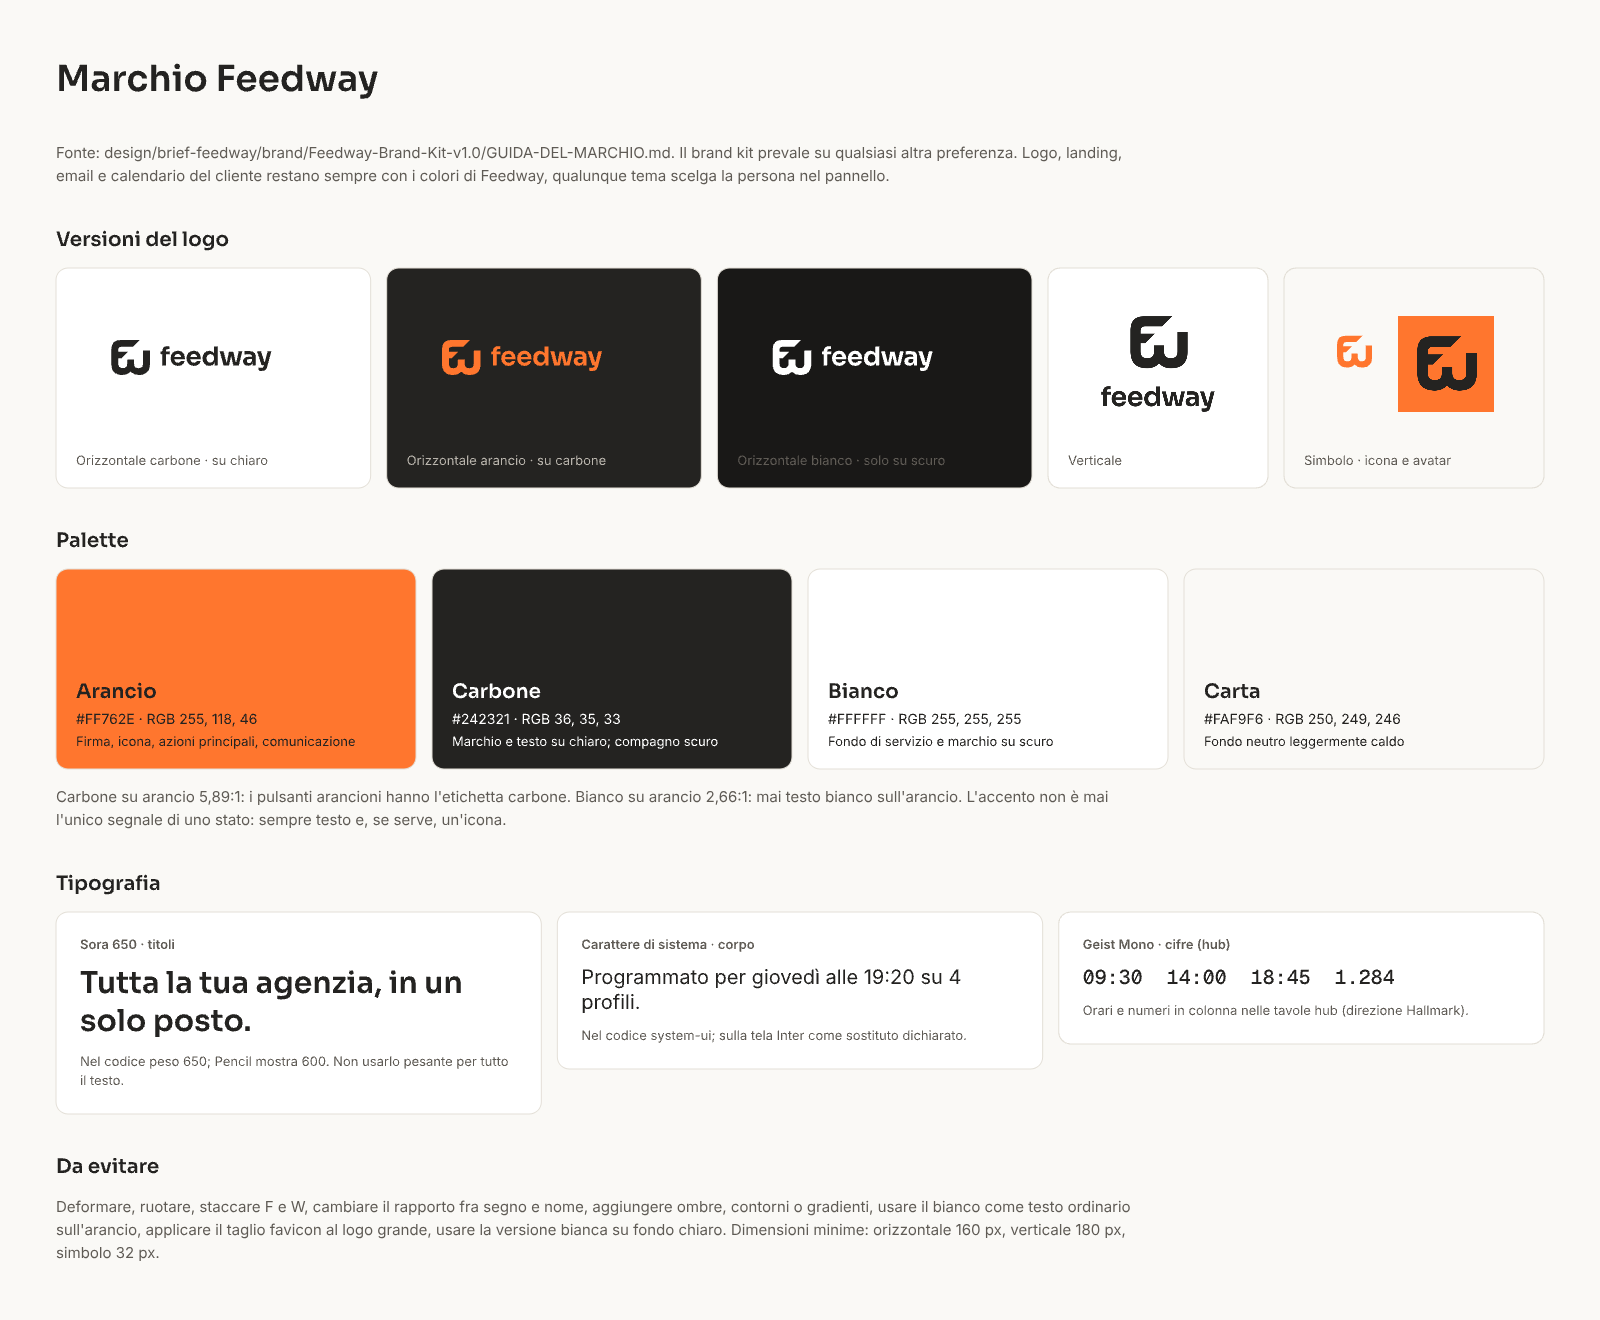 Marchio Feedway
Fonte: design/brief-feedway/brand/Feedway-Brand-Kit-v1.0/GUIDA-DEL-MARCHIO.md. Il brand kit prevale su qualsiasi altra preferenza. Logo, landing,
email e calendario del cliente restano sempre con i colori di Feedway, qualunque tema scelga la persona nel pannello.
Versioni del logo
feedway
Orizzontale carbone · su chiaro
feedway
Orizzontale arancio · su carbone
feedway
Orizzontale bianco · solo su scuro
feedway
Verticale
Simbolo · icona e avatar
Palette
Arancio
#FF762E · RGB 255, 118, 46
Firma, icona, azioni principali, comunicazione
Carbone
#242321 · RGB 36, 35, 33
Marchio e testo su chiaro; compagno scuro
Bianco
#FFFFFF · RGB 255, 255, 255
Fondo di servizio e marchio su scuro
Carta
#FAF9F6 · RGB 250, 249, 246
Fondo neutro leggermente caldo
Carbone su arancio 5,89:1: i pulsanti arancioni hanno l'etichetta carbone. Bianco su arancio 2,66:1: mai testo bianco sull'arancio. L'accento non è mai
l'unico segnale di uno stato: sempre testo e, se serve, un'icona.
Tipografia
Sora 650 · titoli
Tutta la tua agenzia, in un
solo posto.
Nel codice peso 650; Pencil mostra 600. Non usarlo pesante per tutto
il testo.
Carattere di sistema · corpo
Programmato per giovedì alle 19:20 su 4
profili.
Nel codice system-ui; sulla tela Inter come sostituto dichiarato.
Geist Mono · cifre (hub)
09:30 14:00 18:45 1.284
Orari e numeri in colonna nelle tavole hub (direzione Hallmark).
Da evitare
Deformare, ruotare, staccare F e W, cambiare il rapporto fra segno e nome, aggiungere ombre, contorni o gradienti, usare il bianco come testo ordinario
sull'arancio, applicare il taglio favicon al logo grande, usare la versione bianca su fondo chiaro. Dimensioni minime: orizzontale 160 px, verticale 180 px,
simbolo 32 px.